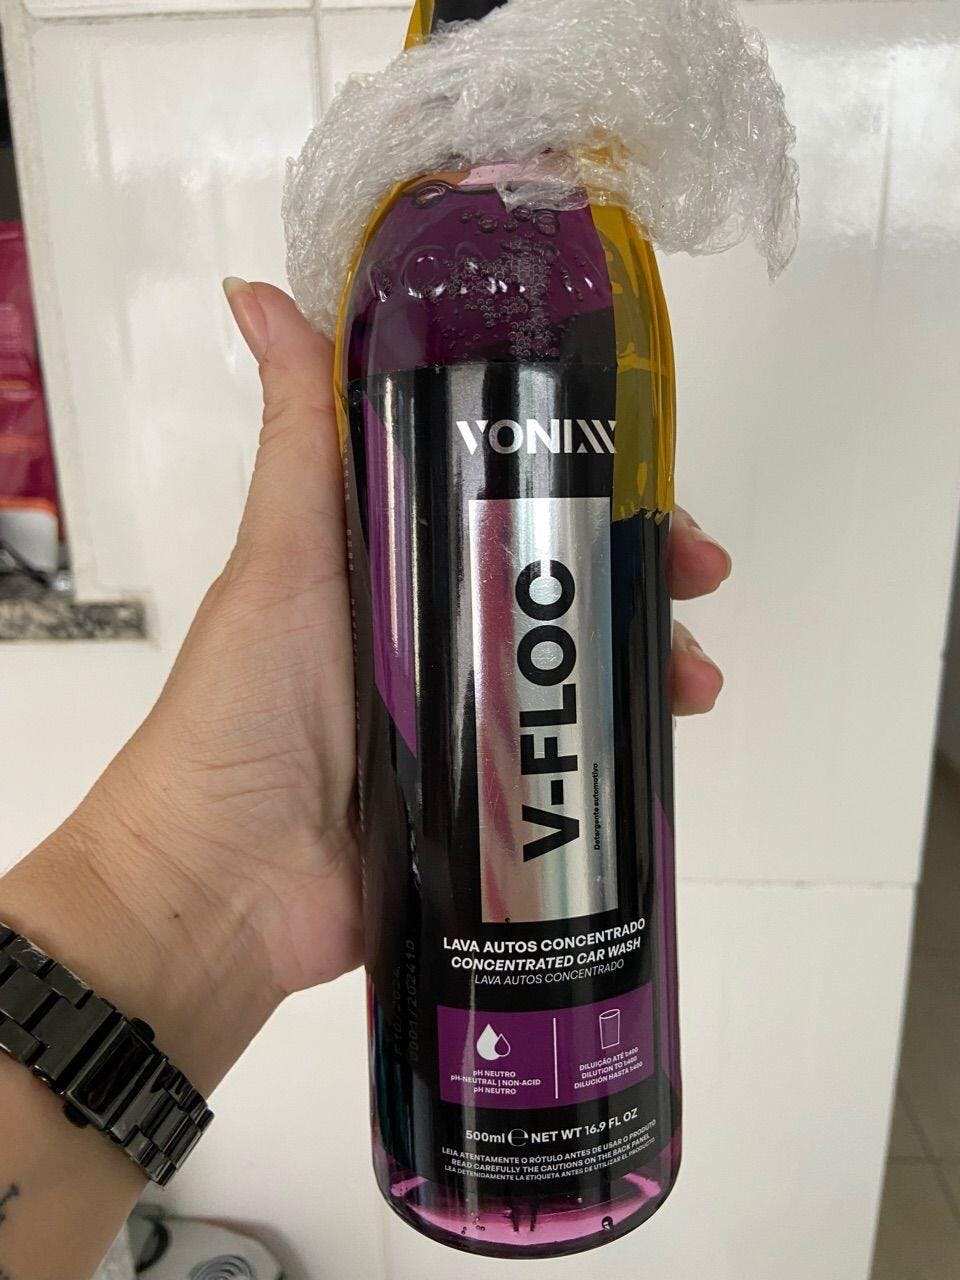 VONIXX
V-FLOC
Detergente automotivo
LAVA AUTOS CONCENTRADO
CONCENTRATED CAR WASH
LAVA AUTOS CONCENTRADO
pH NEUTRO
pH-NEUTRAL | NON-ACID
pH NEUTRO
DILUIÇÃO ATÉ 1:400
DILUTION TO 1:400
DILUCIÓN HASTA 1:400
500ml ℮ NET WT 16.9 FL OZ
LEIA ATENTAMENTE O RÓTULO ANTES DE USAR O PRODUTO
READ CAREFULLY THE CAUTIONS ON THE BACK PANEL
LEA DETENIDAMENTE LA ETIQUETA ANTES DE UTILIZAR EL PRODUCTO